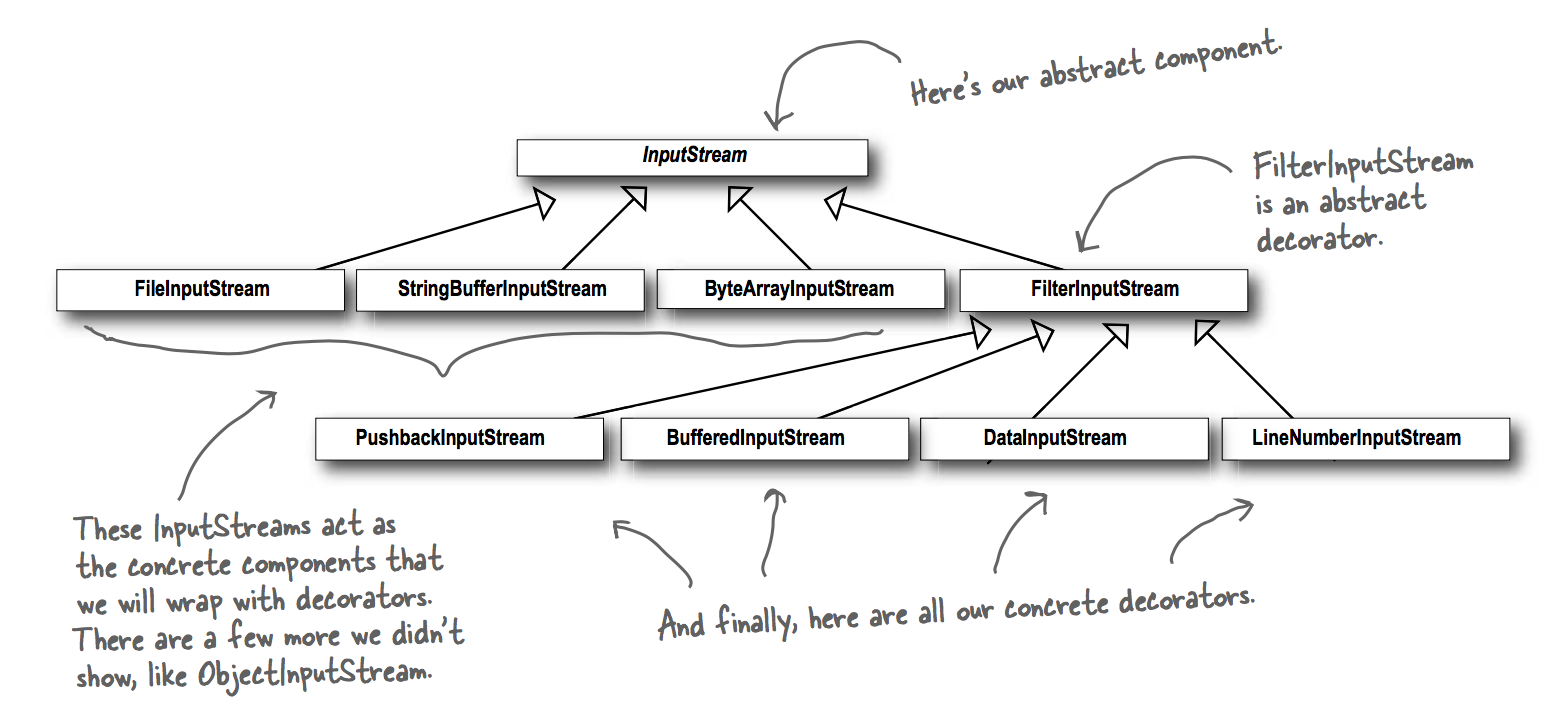 Here's our abstract component.
InputStream
FilterInputStream
is an abstract
decorator.
FileInputStream
StringBufferInputStream
ByteArrayInputStream
FilterInputStream
PushbackInputStream
BufferedInputStream
DataInputStream
LineNumberInputStream
These InputStreams act as
the concrete components that
we will wrap with decorators.
There are a few more we didn't
show, like ObjectInputStream.
And finally, here are all our concrete decorators.